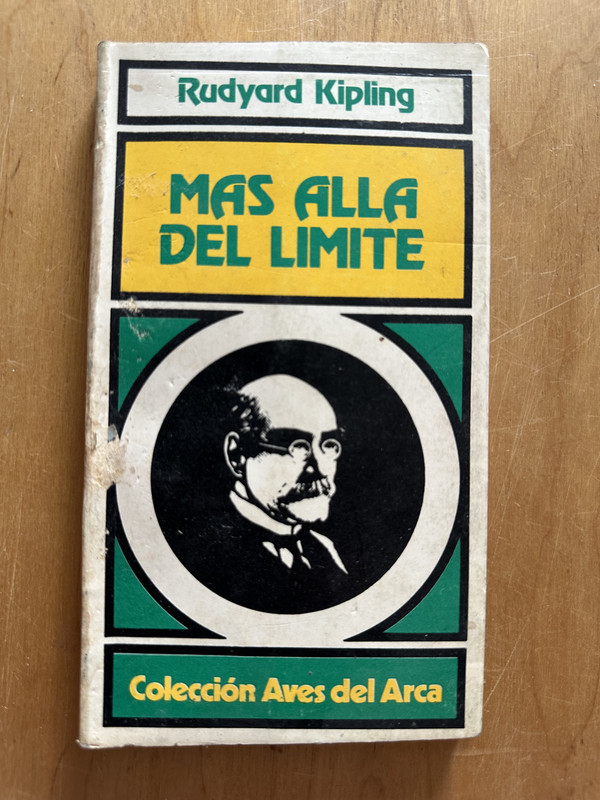 Rudyard Kipling
MAS ALLA
DEL LIMITE
Colección Aves del Arca